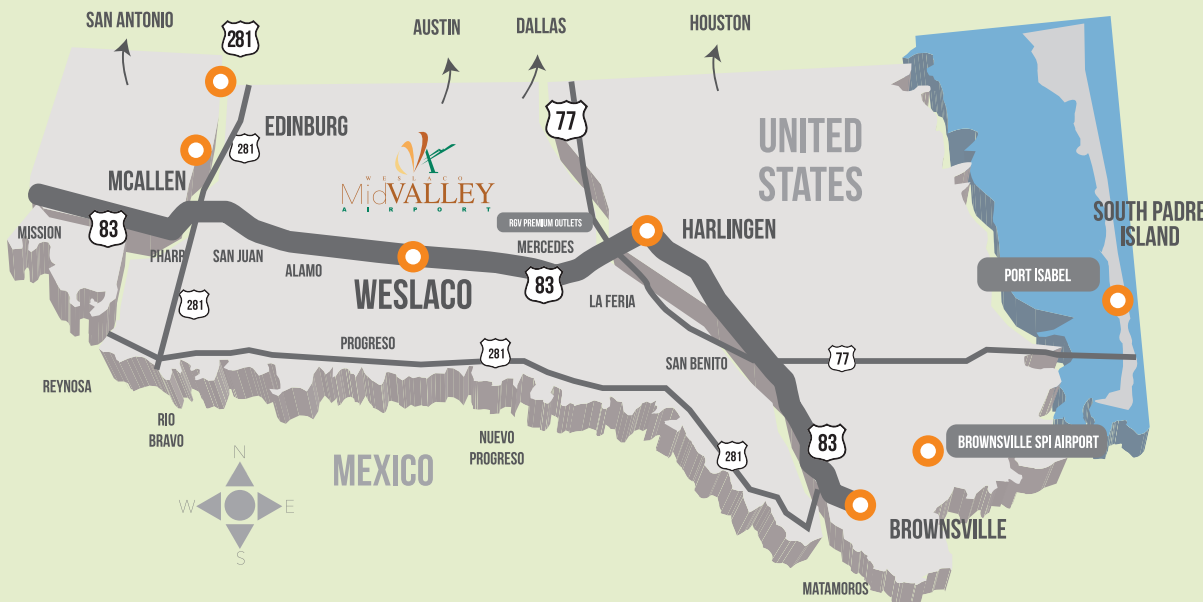 SAN ANTONIO
281
AUSTIN
DALLAS
HOUSTON
77
EDINBURG
281
UNITED
STATES
MCALLEN
WESLACO
MidVALLEY
AIRPORT
MISSION
83
PHARR
SAN JUAN
ALAMO
RGV PREMIUM OUTLETS
MERCEDES
HARLINGEN
SOUTH PADRE
ISLAND
WESLACO
83
LA FERIA
PORT ISABEL
281
PROGRESO
281
SAN BENITO
77
REYNOSA
RIO
BRAVO
NUEVO
PROGRESO
MEXICO
281
83
BROWNSVILLE SPI AIRPORT
N
W
E
S
BROWNSVILLE
MATAMOROS